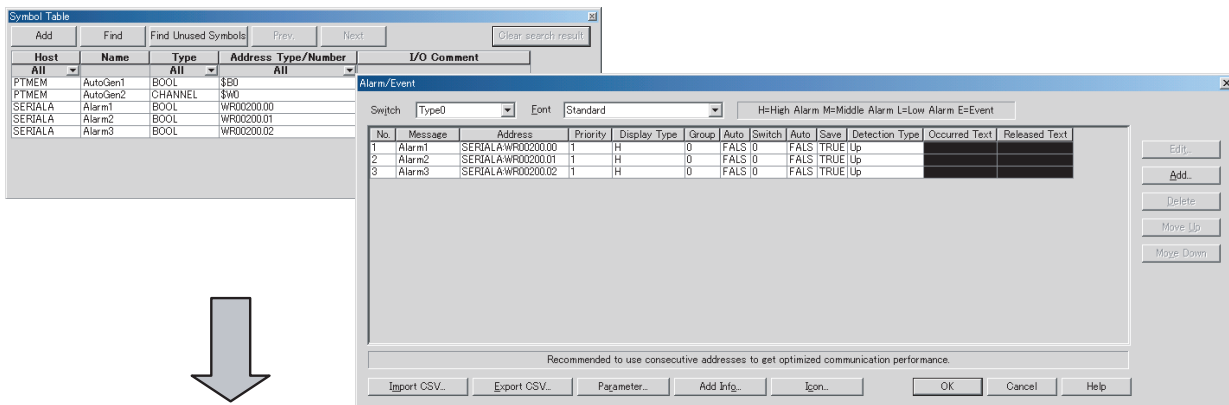 Symbol Table
Add Find Find Unused Symbols Prev. Next Clear search result
Host Name Type Address Type/Number I/O Comment
All All All
PTMEM AutoGen1 BOOL $B0
PTMEM AutoGen2 CHANNEL $W0
SERIALA Alarm1 BOOL WR00200.00
SERIALA Alarm2 BOOL WR00200.01
SERIALA Alarm3 BOOL WR00200.02
Alarm/Event
Switch Type0 Font Standard H=High Alarm M=Middle Alarm L=Low Alarm E=Event
No. Message Address Priority Display Type Group Auto Switch Auto Save Detection Type Occurred Text Released Text
1 Alarm1 SERIALA:WR00200.00 1 H 0 FALS 0 FALS TRUE Up
2 Alarm2 SERIALA:WR00200.01 1 H 0 FALS 0 FALS TRUE Up
3 Alarm3 SERIALA:WR00200.02 1 H 0 FALS 0 FALS TRUE Up
Edit...
Add...
Delete
Move Up
Move Down
Recommended to use consecutive addresses to get optimized communication performance.
Import CSV... Export CSV... Parameter... Add Info... Icon... OK Cancel Help